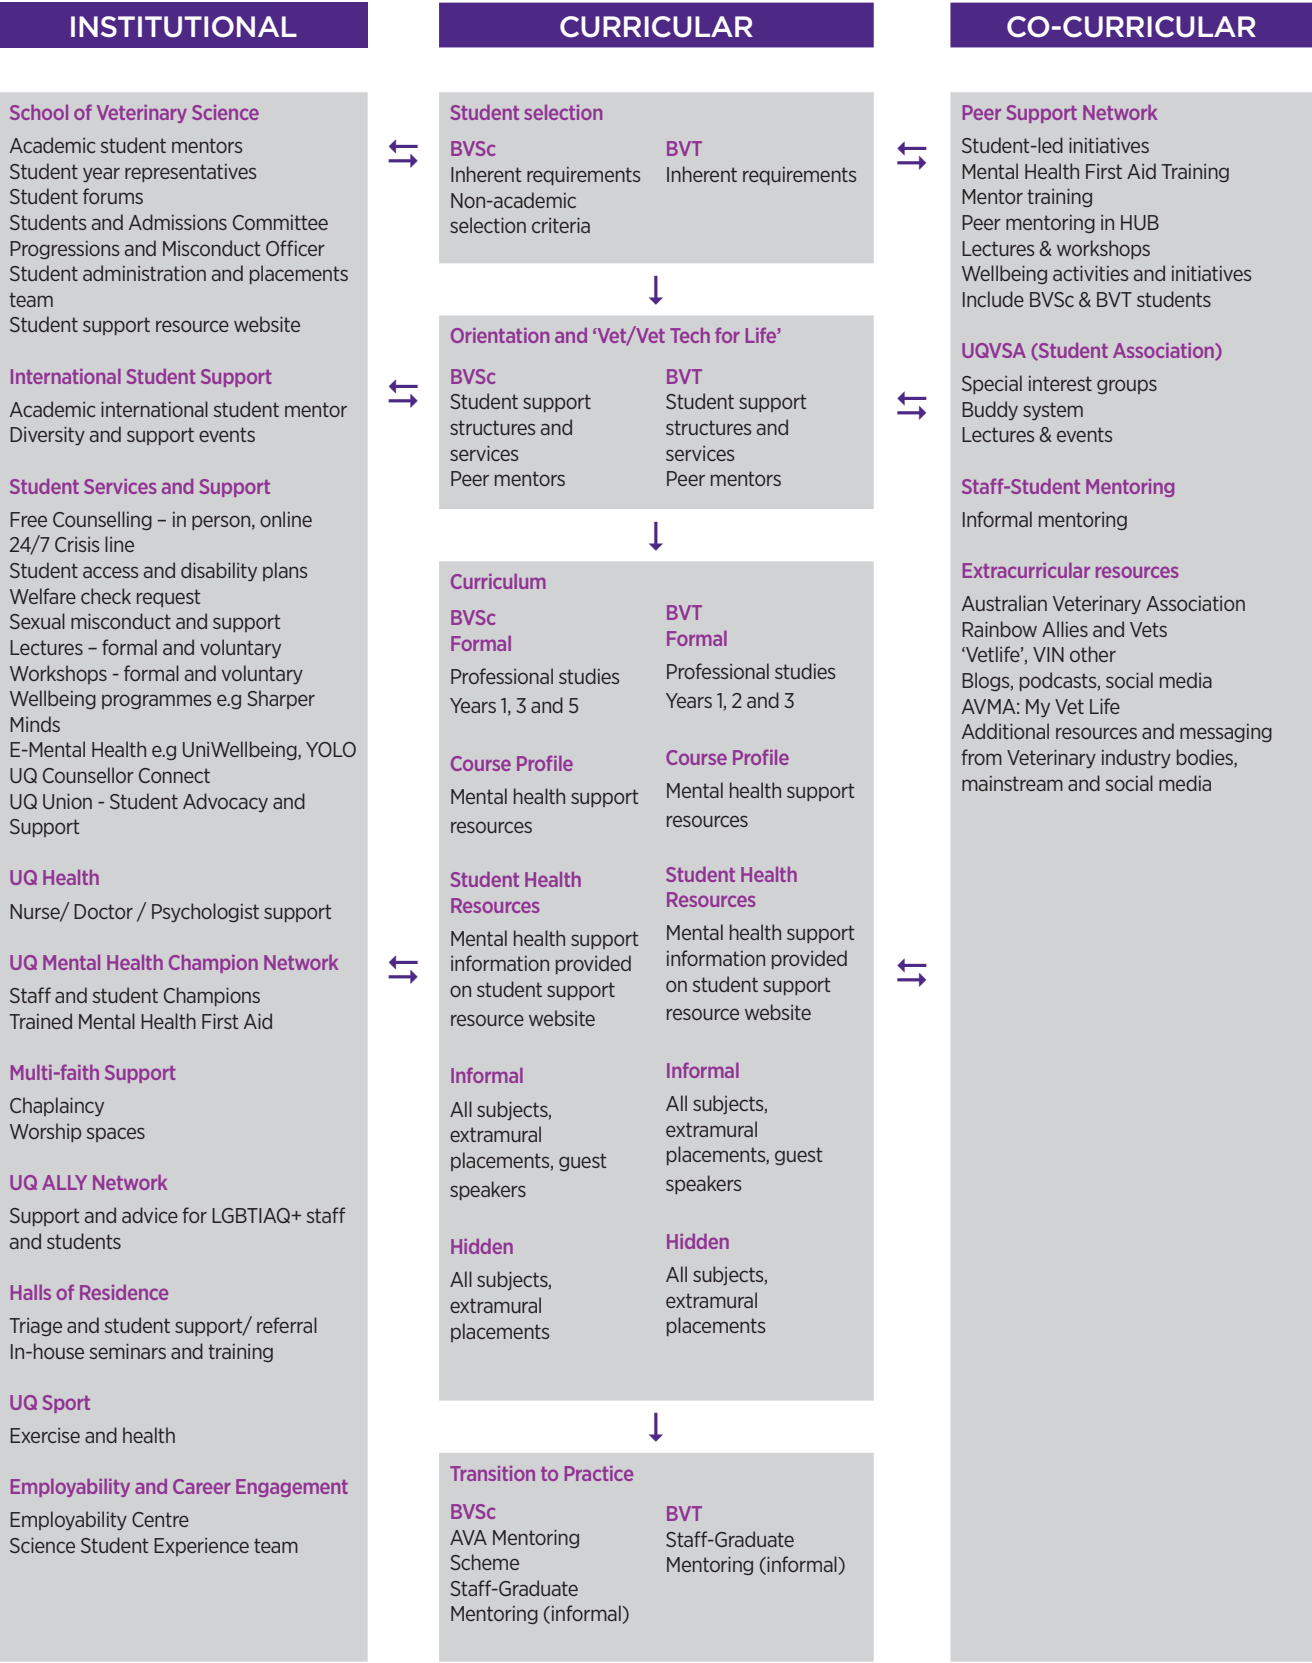 INSTITUTIONAL
School of Veterinary Science
Academic student mentors
Student year representatives
Student forums
Students and Admissions Committee
Progressions and Misconduct Officer
Student administration and placements
team
Student support resource website
International Student Support
Academic international student mentor
Diversity and support events
Student Services and Support
Free Counselling – in person, online
24/7 Crisis line
Student access and disability plans
Welfare check request
Sexual misconduct and support
Lectures – formal and voluntary
Workshops - formal and voluntary
Wellbeing programmes e.g Sharper
Minds
E-Mental Health e.g UniWellbeing, YOLO
UQ Counsellor Connect
UQ Union - Student Advocacy and
Support
UQ Health
Nurse/ Doctor / Psychologist support
UQ Mental Health Champion Network
Staff and student Champions
Trained Mental Health First Aid
Multi-faith Support
Chaplaincy
Worship spaces
UQ ALLY Network
Support and advice for LGBTIAQ+ staff
and students
Halls of Residence
Triage and student support/ referral
In-house seminars and training
UQ Sport
Exercise and health
Employability and Career Engagement
Employability Centre
Science Student Experience team
CURRICULAR
Student selection
BVSc
Inherent requirements
Non-academic
selection criteria
BVT
Inherent requirements
Orientation and ‘Vet/Vet Tech for Life’
BVSc
Student support
structures and
services
Peer mentors
BVT
Student support
structures and
services
Peer mentors
Curriculum
BVSc
Formal
Professional studies
Years 1, 3 and 5
Course Profile
Mental health support
resources
Student Health
Resources
Mental health support
information provided
on student support
resource website
Informal
All subjects,
extramural
placements, guest
speakers
Hidden
All subjects,
extramural
placements
BVT
Formal
Professional studies
Years 1, 2 and 3
Course Profile
Mental health support
resources
Student Health
Resources
Mental health support
information provided
on student support
resource website
Informal
All subjects,
extramural
placements, guest
speakers
Hidden
All subjects,
extramural
placements
Transition to Practice
BVSc
AVA Mentoring
Scheme
Staff-Graduate
Mentoring (informal)
BVT
Staff-Graduate
Mentoring (informal)
CO-CURRICULAR
Peer Support Network
Student-led initiatives
Mental Health First Aid Training
Mentor training
Peer mentoring in HUB
Lectures & workshops
Wellbeing activities and initiatives
Include BVSc & BVT students
UQVSA (Student Association)
Special interest groups
Buddy system
Lectures & events
Staff-Student Mentoring
Informal mentoring
Extracurricular resources
Australian Veterinary Association
Rainbow Allies and Vets
‘Vetlife’, VIN other
Blogs, podcasts, social media
AVMA: My Vet Life
Additional resources and messaging
from Veterinary industry bodies,
mainstream and social media